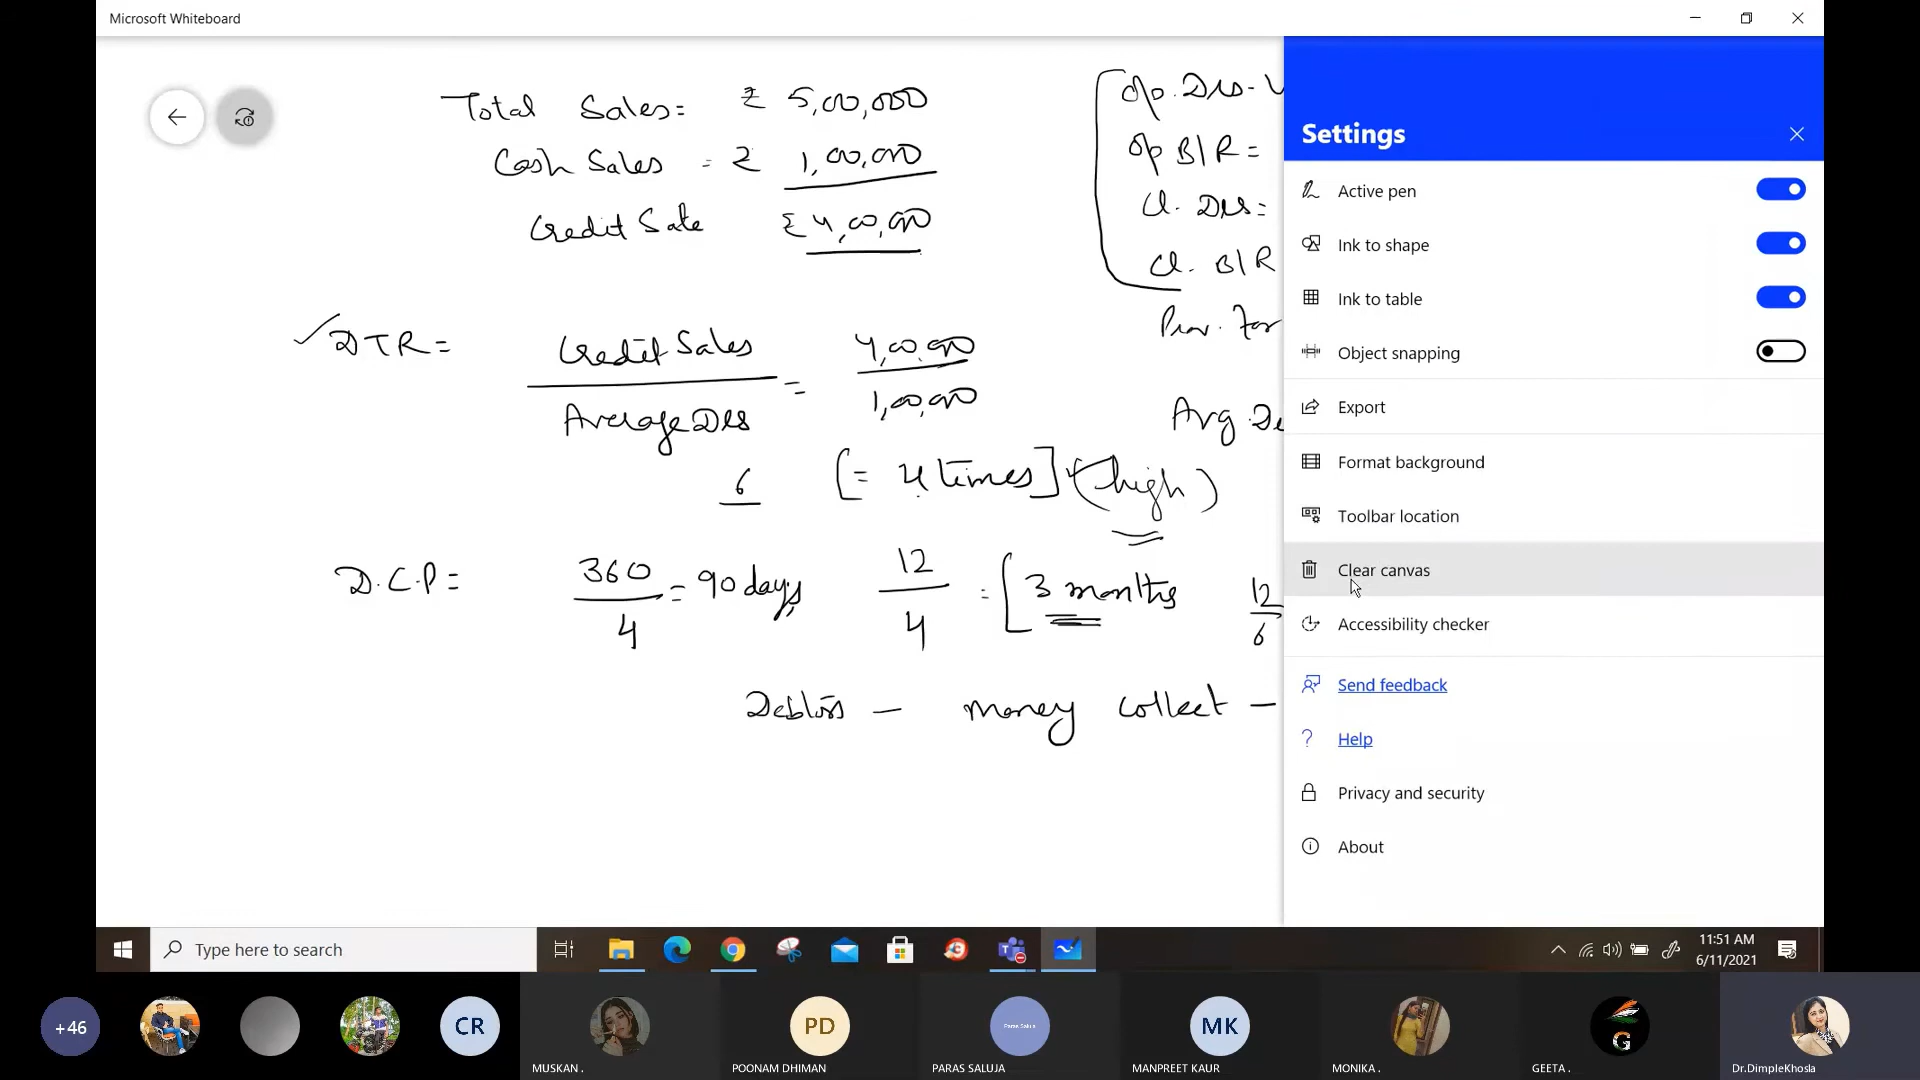 Microsoft Whiteboard
Total Sales = ₹ 5,00,000
Cash Sales = ₹ 1,00,000
Credit Sale ₹ 4,00,000
DTR =
Credit Sales
Average Drs
=
4,00,000
1,00,000
6
[= 4 times] (high)
D.C.P =
360
4
= 90 days
12
4
= [3 months
12
6
Debtors — money collect —
Op. Drs -
Op B/R =
Cl. Drs =
Cl. B/R
Prov. For
Avg. De
Settings
Active pen
Ink to shape
Ink to table
Object snapping
Export
Format background
Toolbar location
Clear canvas
Accessibility checker
Send feedback
Help
Privacy and security
About
Type here to search
11:51 AM
6/11/2021
+46
CR
MUSKAN .
PD
POONAM DHIMAN
Paras Saluja
PARAS SALUJA
MK
MANPREET KAUR
MONIKA .
G
GEETA .
Dr.DimpleKhosla